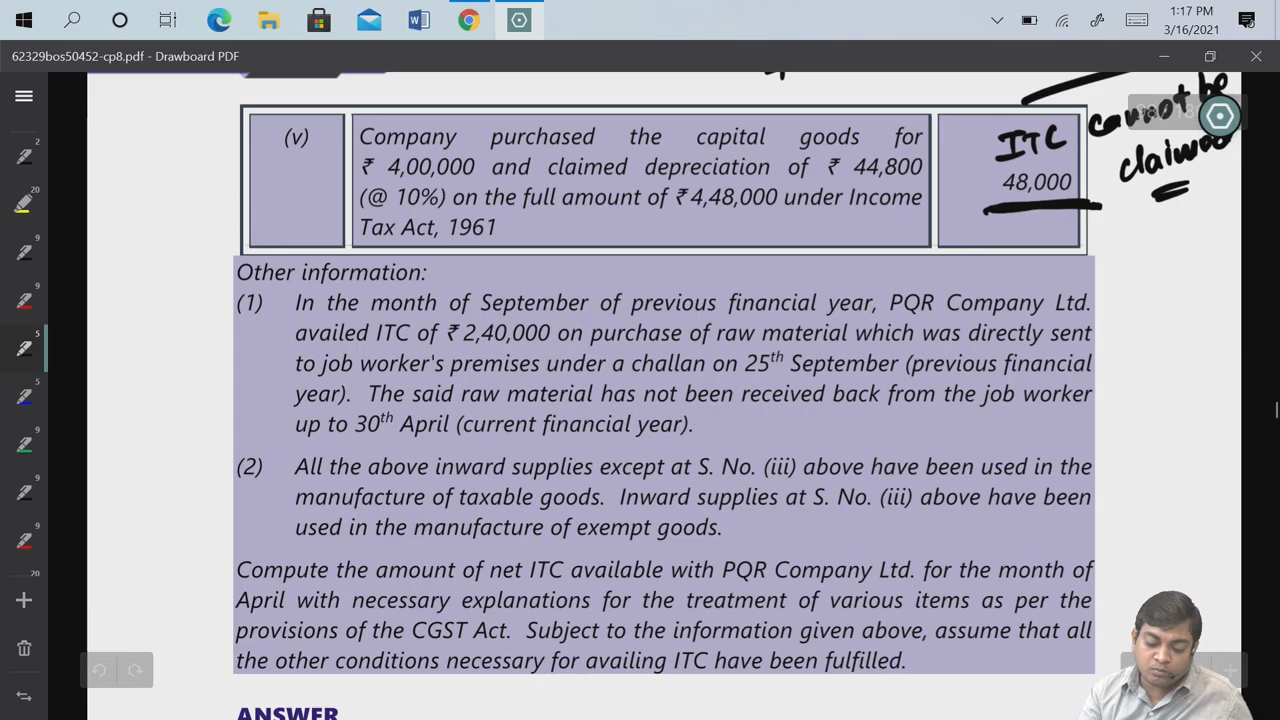 1:17 PM
3/16/2021
62329bos50452-cp8.pdf - Drawboard PDF
(v) Company purchased the capital goods for
₹ 4,00,000 and claimed depreciation of ₹ 44,800
(@ 10%) on the full amount of ₹ 4,48,000 under Income
Tax Act, 1961
ITC
48,000
cannot be
claimed
Other information:
(1) In the month of September of previous financial year, PQR Company Ltd.
availed ITC of ₹ 2,40,000 on purchase of raw material which was directly sent
to job worker's premises under a challan on 25th September (previous financial
year). The said raw material has not been received back from the job worker
up to 30th April (current financial year).
(2) All the above inward supplies except at S. No. (iii) above have been used in the
manufacture of taxable goods. Inward supplies at S. No. (iii) above have been
used in the manufacture of exempt goods.
Compute the amount of net ITC available with PQR Company Ltd. for the month of
April with necessary explanations for the treatment of various items as per the
provisions of the CGST Act. Subject to the information given above, assume that all
the other conditions necessary for availing ITC have been fulfilled.
ANSWER
2
20
9
9
5
5
9
9
9
20